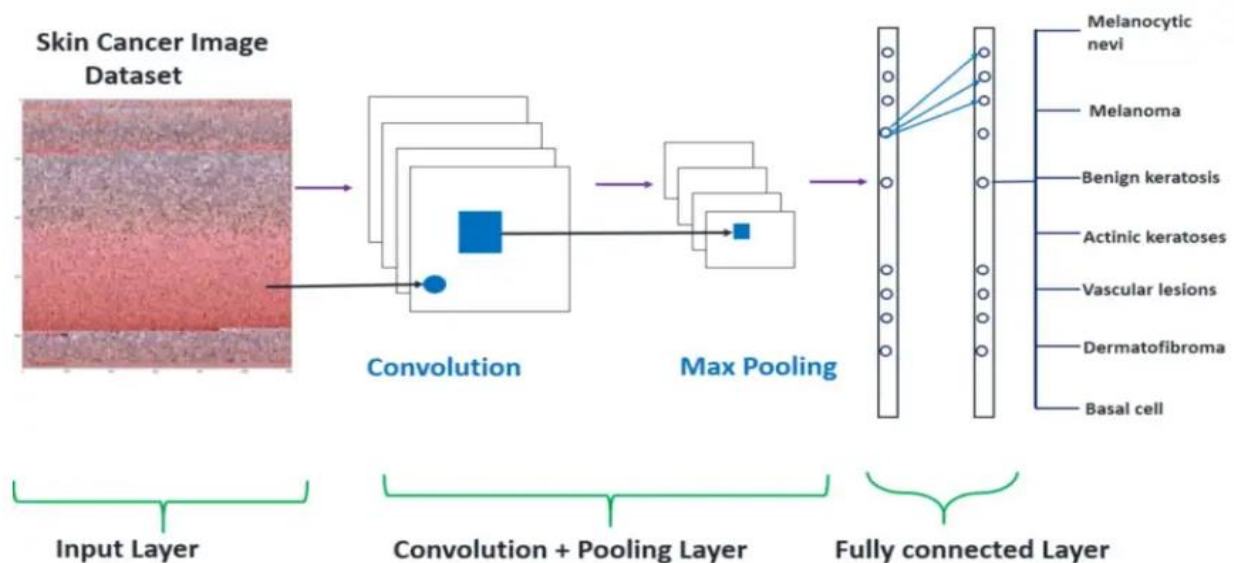 Skin Cancer Image
Dataset
Convolution
Max Pooling
Melanocytic
nevi
Melanoma
Benign keratosis
Actinic keratoses
Vascular lesions
Dermatofibroma
Basal cell
Input Layer
Convolution + Pooling Layer
Fully connected Layer